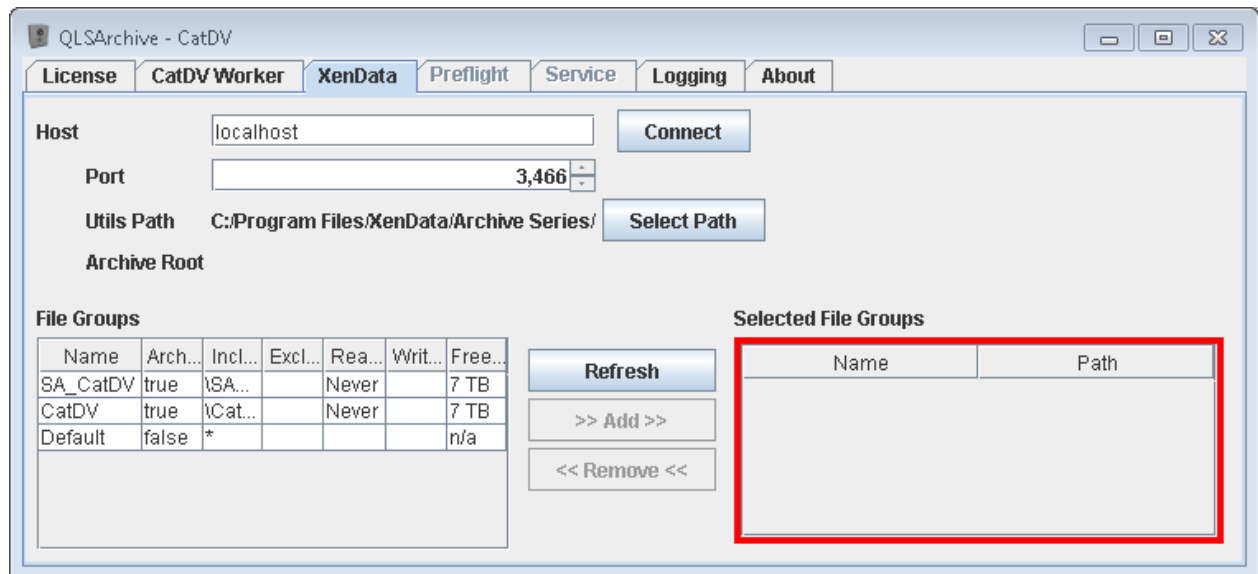 QLSArchive - CatDV
License CatDV Worker XenData Preflight Service Logging About
Host localhost Connect
Port 3,466
Utils Path C:/Program Files/XenData/Archive Series/ Select Path
Archive Root
File Groups
Name Arch... Incl... Excl... Rea... Writ... Free...
SA_CatDV true \SA... Never 7 TB
CatDV true \Cat... Never 7 TB
Default false * n/a
Refresh
>> Add >>
<< Remove <<
Selected File Groups
Name Path